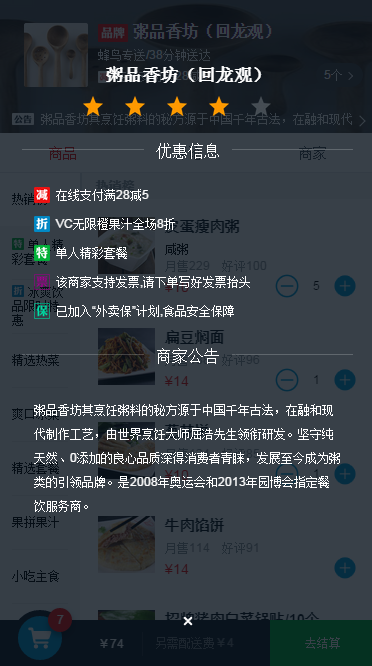 品牌 粥品香坊（回龙观）
蜂鸟专送/38分钟送达
粥品香坊（回龙观）
5个 >
公告 粥品香坊其烹饪粥料的秘方源于中国千年古法，在融和现代
商品
优惠信息
商家
减 在线支付满28减5
折 VC无限橙果汁全场8折
特 单人精彩套餐
该商家支持发票,请下单写好发票抬头
保 已加入“外卖保”计划,食品安全保障
商家公告
粥品香坊其烹饪粥料的秘方源于中国千年古法，在融和现
代制作工艺，由世界烹饪大师屈浩先生领衔研发。坚守纯
天然、0添加的良心品质深得消费者青睐，发展至今成为粥
类的引领品牌。是2008年奥运会和2013年园博会指定餐
饮服务商。
特 单人精
彩套餐
折 冰爽饮
品限时特
惠
精选热菜
精选套餐
果拼果汁
小吃主食
皮蛋瘦肉粥
咸粥
月售229 好评100
5
扁豆焖面
好评96
¥14
1
1
牛肉馅饼
月售114 好评91
¥14
7
¥74
另需配送费¥4
×
去结算